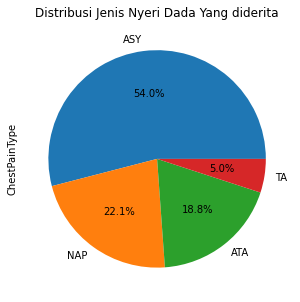 Distribusi Jenis Nyeri Dada Yang diderita
ASY
54.0%
ChestPainType
5.0%
TA
22.1%
18.8%
NAP
ATA